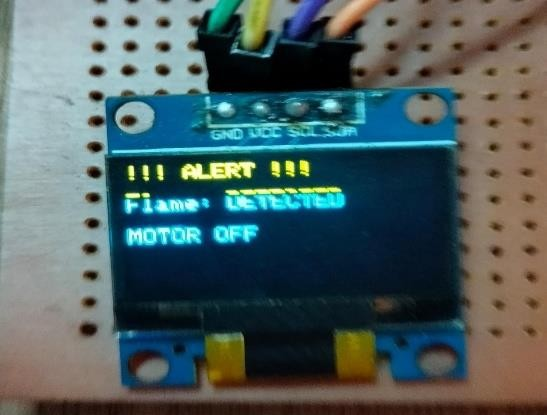 GND VCC SCL SDA
!!! ALERT !!!
Flame: DETECTED
MOTOR OFF